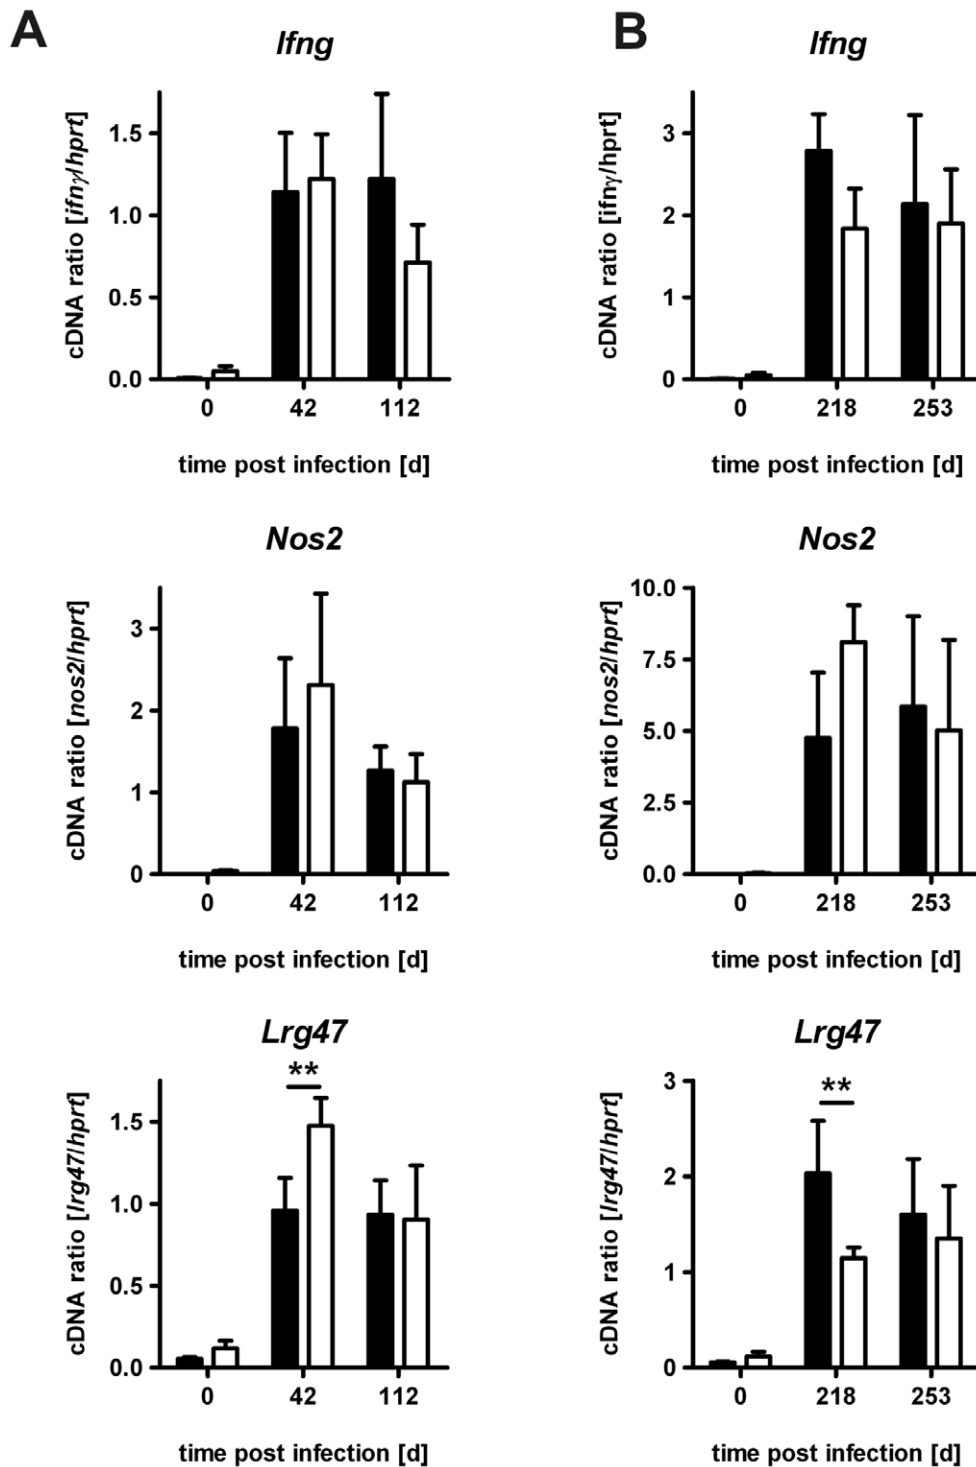 A
Ifng
cDNA ratio [ifnγ/hprt]
1.5
1.0
0.5
0.0
0 42 112
time post infection [d]
B
Ifng
cDNA ratio [ifnγ/hprt]
3
2
1
0
0 218 253
time post infection [d]
Nos2
cDNA ratio [nos2/hprt]
3
2
1
0
0 42 112
time post infection [d]
Nos2
cDNA ratio [nos2/hprt]
10.0
7.5
5.0
2.5
0.0
0 218 253
time post infection [d]
Lrg47
**
cDNA ratio [lrg47/hprt]
1.5
1.0
0.5
0.0
0 42 112
time post infection [d]
Lrg47
**
cDNA ratio [lrg47/hprt]
3
2
1
0
0 218 253
time post infection [d]